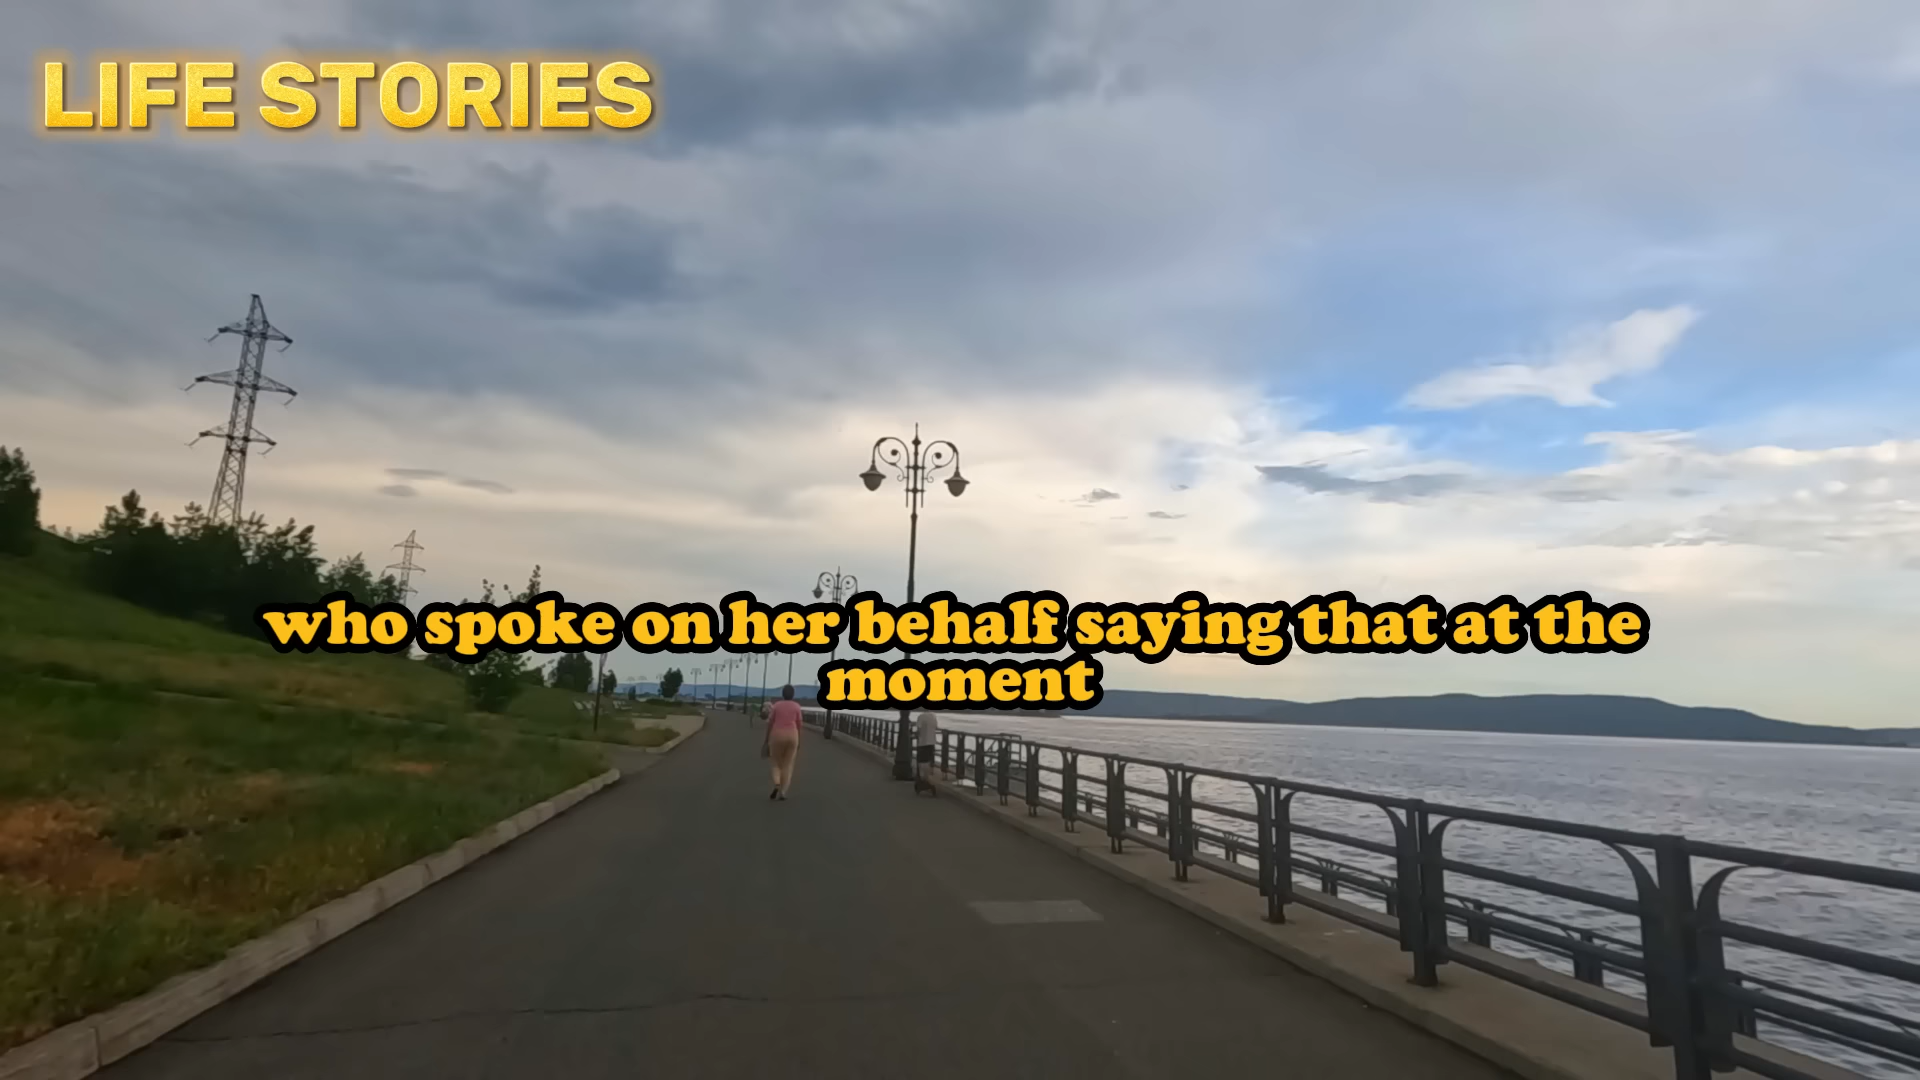 LIFE STORIES
who spoke on her behalf saying that at the
moment